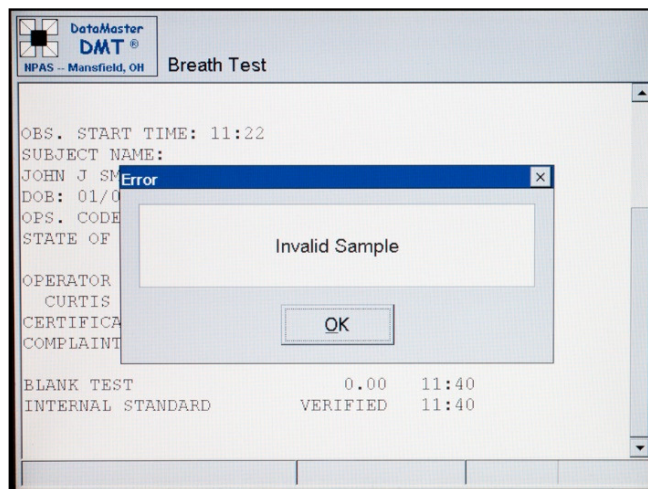 DataMaster
DMT ®
NPAS -- Mansfield, OH
Breath Test
OBS. START TIME: 11:22
SUBJECT NAME:
JOHN J SM
Error
DOB: 01/0
OPS. CODE
STATE OF
Invalid Sample
OPERATOR
CURTIS
CERTIFICA
OK
COMPLAINT
BLANK TEST 0.00 11:40
INTERNAL STANDARD VERIFIED 11:40